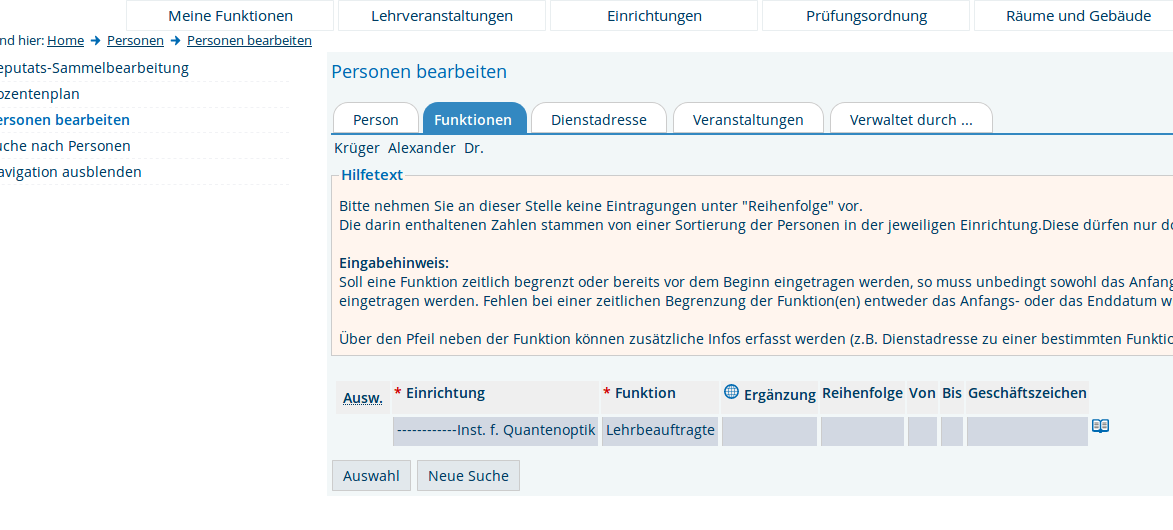 Meine Funktionen Lehrveranstaltungen Einrichtungen Prüfungsordnung Räume und Gebäude
hier: Home Personen Personen bearbeiten
eputats-Sammelbearbeitung
ozentenplan
ersonen bearbeiten
uche nach Personen
avigation ausblenden
Personen bearbeiten
Person Funktionen Dienstadresse Veranstaltungen Verwaltet durch ...
Krüger Alexander Dr.
Hilfetext
Bitte nehmen Sie an dieser Stelle keine Eintragungen unter "Reihenfolge" vor.
Die darin enthaltenen Zahlen stammen von einer Sortierung der Personen in der jeweiligen Einrichtung.Diese dürfen nur
Eingabehinweis:
Soll eine Funktion zeitlich begrenzt oder bereits vor dem Beginn eingetragen werden, so muss unbedingt sowohl das Anfang
eingetragen werden. Fehlen bei einer zeitlichen Begrenzung der Funktion(en) entweder das Anfangs- oder das Enddatum w
Über den Pfeil neben der Funktion können zusätzliche Infos erfasst werden (z.B. Dienstadresse zu einer bestimmten Funktio
Ausw. * Einrichtung * Funktion Ergänzung Reihenfolge Von Bis Geschäftszeichen
------------Inst. f. Quantenoptik Lehrbeauftragte
Auswahl Neue Suche